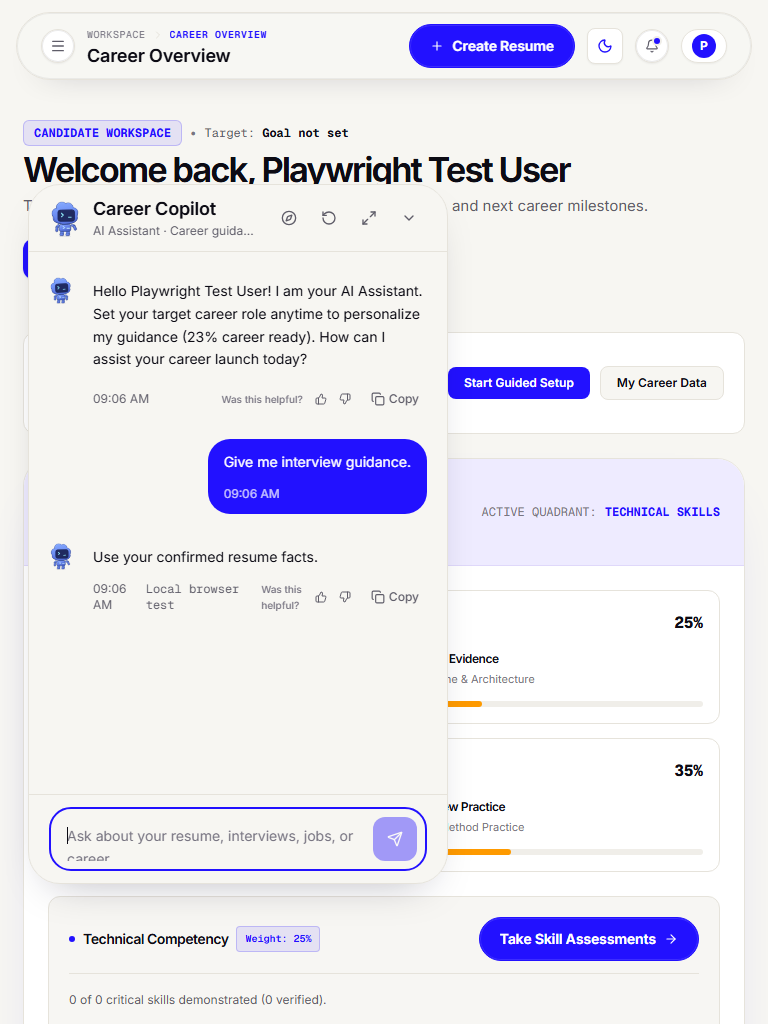 WORKSPACE
CAREER OVERVIEW
Career Overview
Create Resume
P
CANDIDATE WORKSPACE
• Target: Goal not set
Welcome back, Playwright Test User
and next career milestones.
Career Copilot
AI Assistant · Career guida...
Hello Playwright Test User! I am your AI Assistant.
Set your target career role anytime to personalize
my guidance (23% career ready). How can I
assist your career launch today?
09:06 AM
Was this helpful?
Copy
Start Guided Setup
My Career Data
Give me interview guidance.
09:06 AM
ACTIVE QUADRANT: TECHNICAL SKILLS
Use your confirmed resume facts.
09:06
AM
Local browser
test
Was this
helpful?
Copy
25%
Evidence
& Architecture
35%
Practice
Practice
Ask about your resume, interviews, jobs, or
career
Technical Competency
Weight: 25%
Take Skill Assessments
0 of 0 critical skills demonstrated (0 verified).